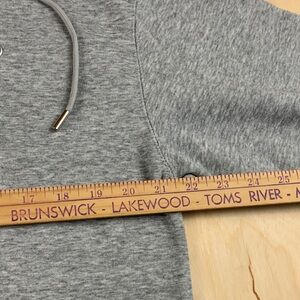 17 18 19 20 21 22 23 24 25
BRUNSWICK - LAKEWOOD - TOMS RIVER -